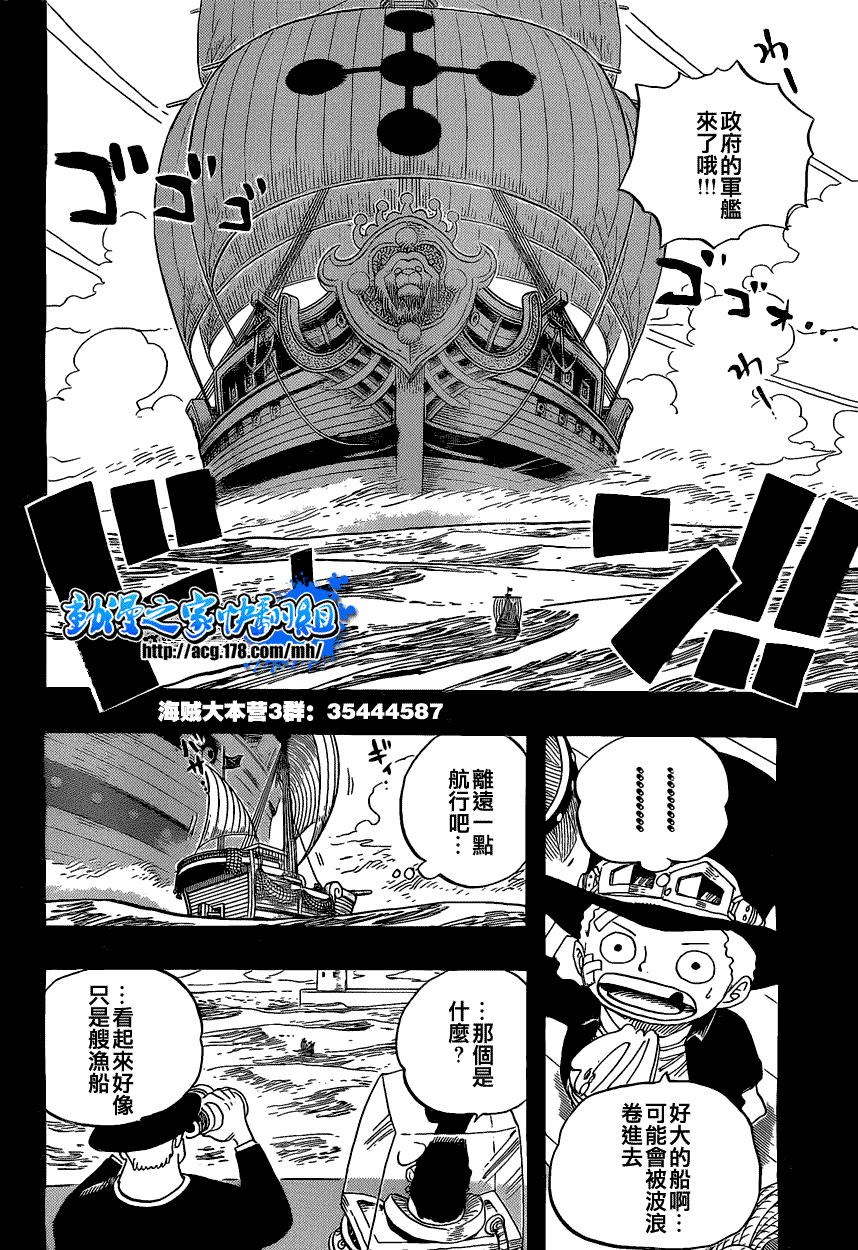 政府的軍艦
來了哦!!!
わー
わー
ゴゴゴ
ゴゴゴ…
ドン!!
動漫之家快翻組
http://acg.178.com/mh/
海贼大本营3群：35444587
好大的船啊…
可能會被波浪
卷進去
離遠一點
航行吧…
…那個是
什麼?
…看起來好像
只是艘漁船